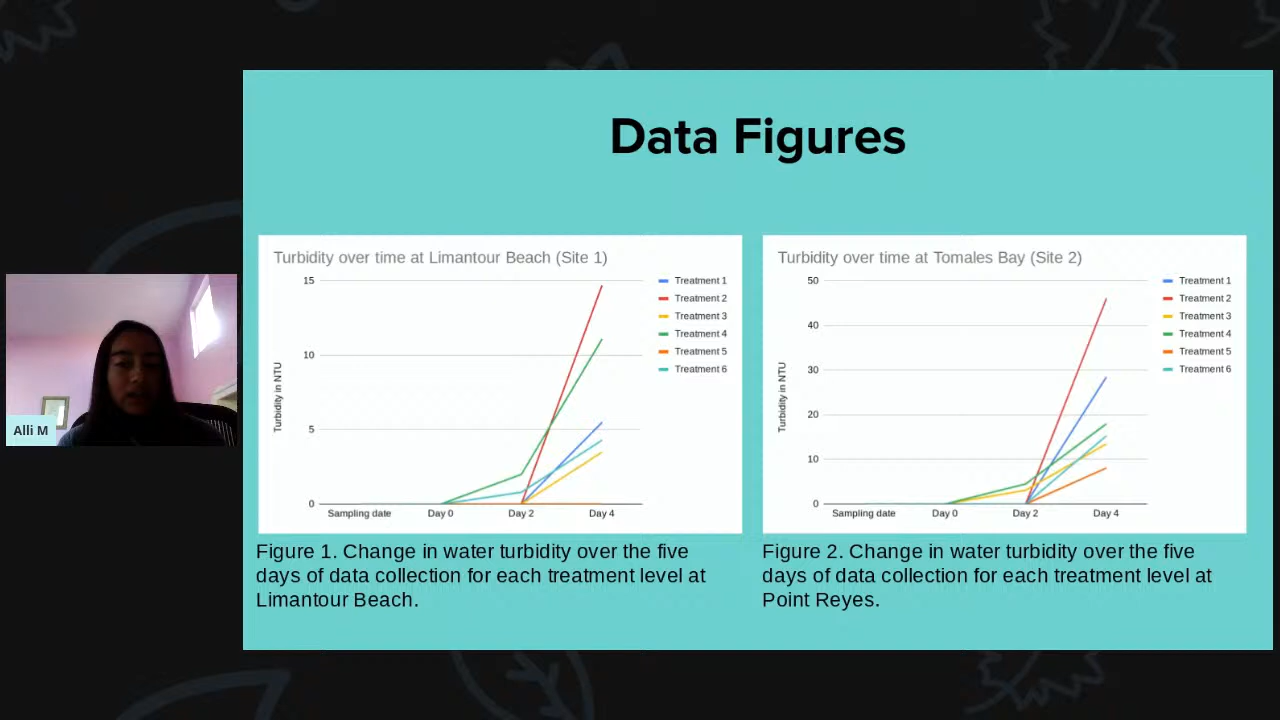 Data Figures
Turbidity over time at Limantour Beach (Site 1)
15
10
5
0
Turbidity in NTU
Sampling date
Day 0
Day 2
Day 4
Treatment 1
Treatment 2
Treatment 3
Treatment 4
Treatment 5
Treatment 6
Figure 1. Change in water turbidity over the five
days of data collection for each treatment level at
Limantour Beach.
Turbidity over time at Tomales Bay (Site 2)
50
40
30
20
10
0
Turbidity in NTU
Sampling date
Day 0
Day 2
Day 4
Treatment 1
Treatment 2
Treatment 3
Treatment 4
Treatment 5
Treatment 6
Figure 2. Change in water turbidity over the five
days of data collection for each treatment level at
Point Reyes.
Alli M